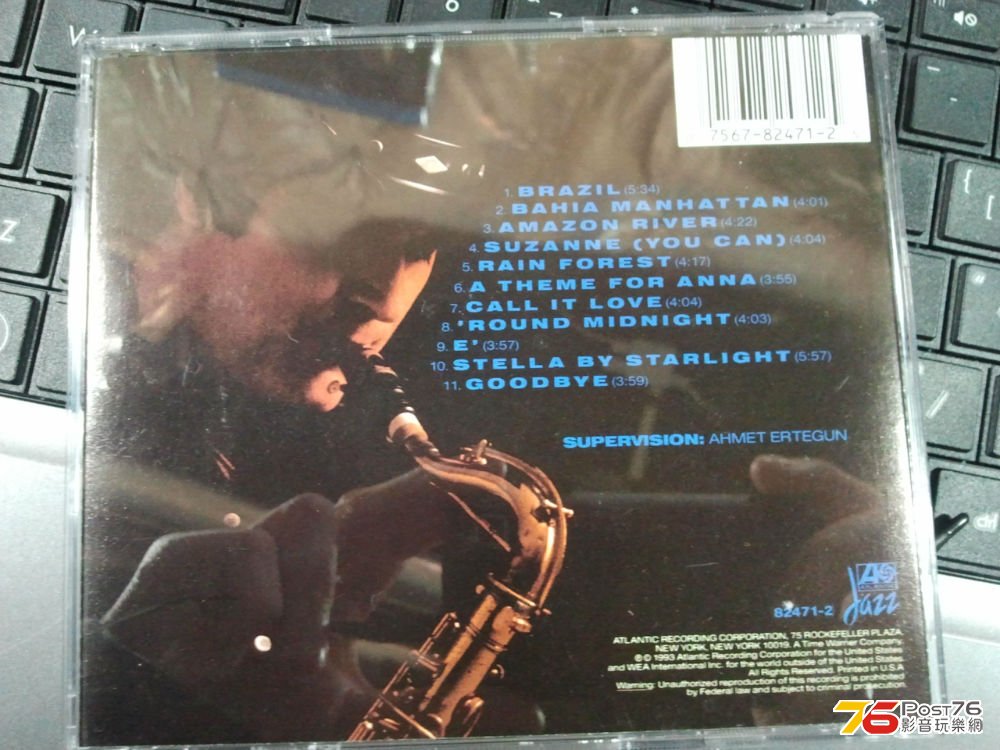 7567-82471-2
1. BRAZIL (5:34)
2. BAHIA MANHATTAN (4:01)
3. AMAZON RIVER (4:22)
4. SUZANNE (YOU CAN) (4:04)
5. RAIN FOREST (4:17)
6. A THEME FOR ANNA (3:55)
7. CALL IT LOVE (4:04)
8. 'ROUND MIDNIGHT (4:03)
9. E' (3:57)
10. STELLA BY STARLIGHT (5:57)
11. GOODBYE (3:59)
SUPERVISION: AHMET ERTEGUN
Jazz
82471-2
ATLANTIC RECORDING CORPORATION, 75 ROCKEFELLER PLAZA,
NEW YORK, NEW YORK 10019. A Time Warner Company.
℗ © 1993 Atlantic Recording Corporation for the United States
and WEA International Inc. for the world outside of the United States
All Rights Reserved. Printed in U.S.A
Warning: Unauthorized reproduction of this recording is prohibited
by Federal law and subject to criminal prosecution.
76 Post76
影音玩樂網
Z